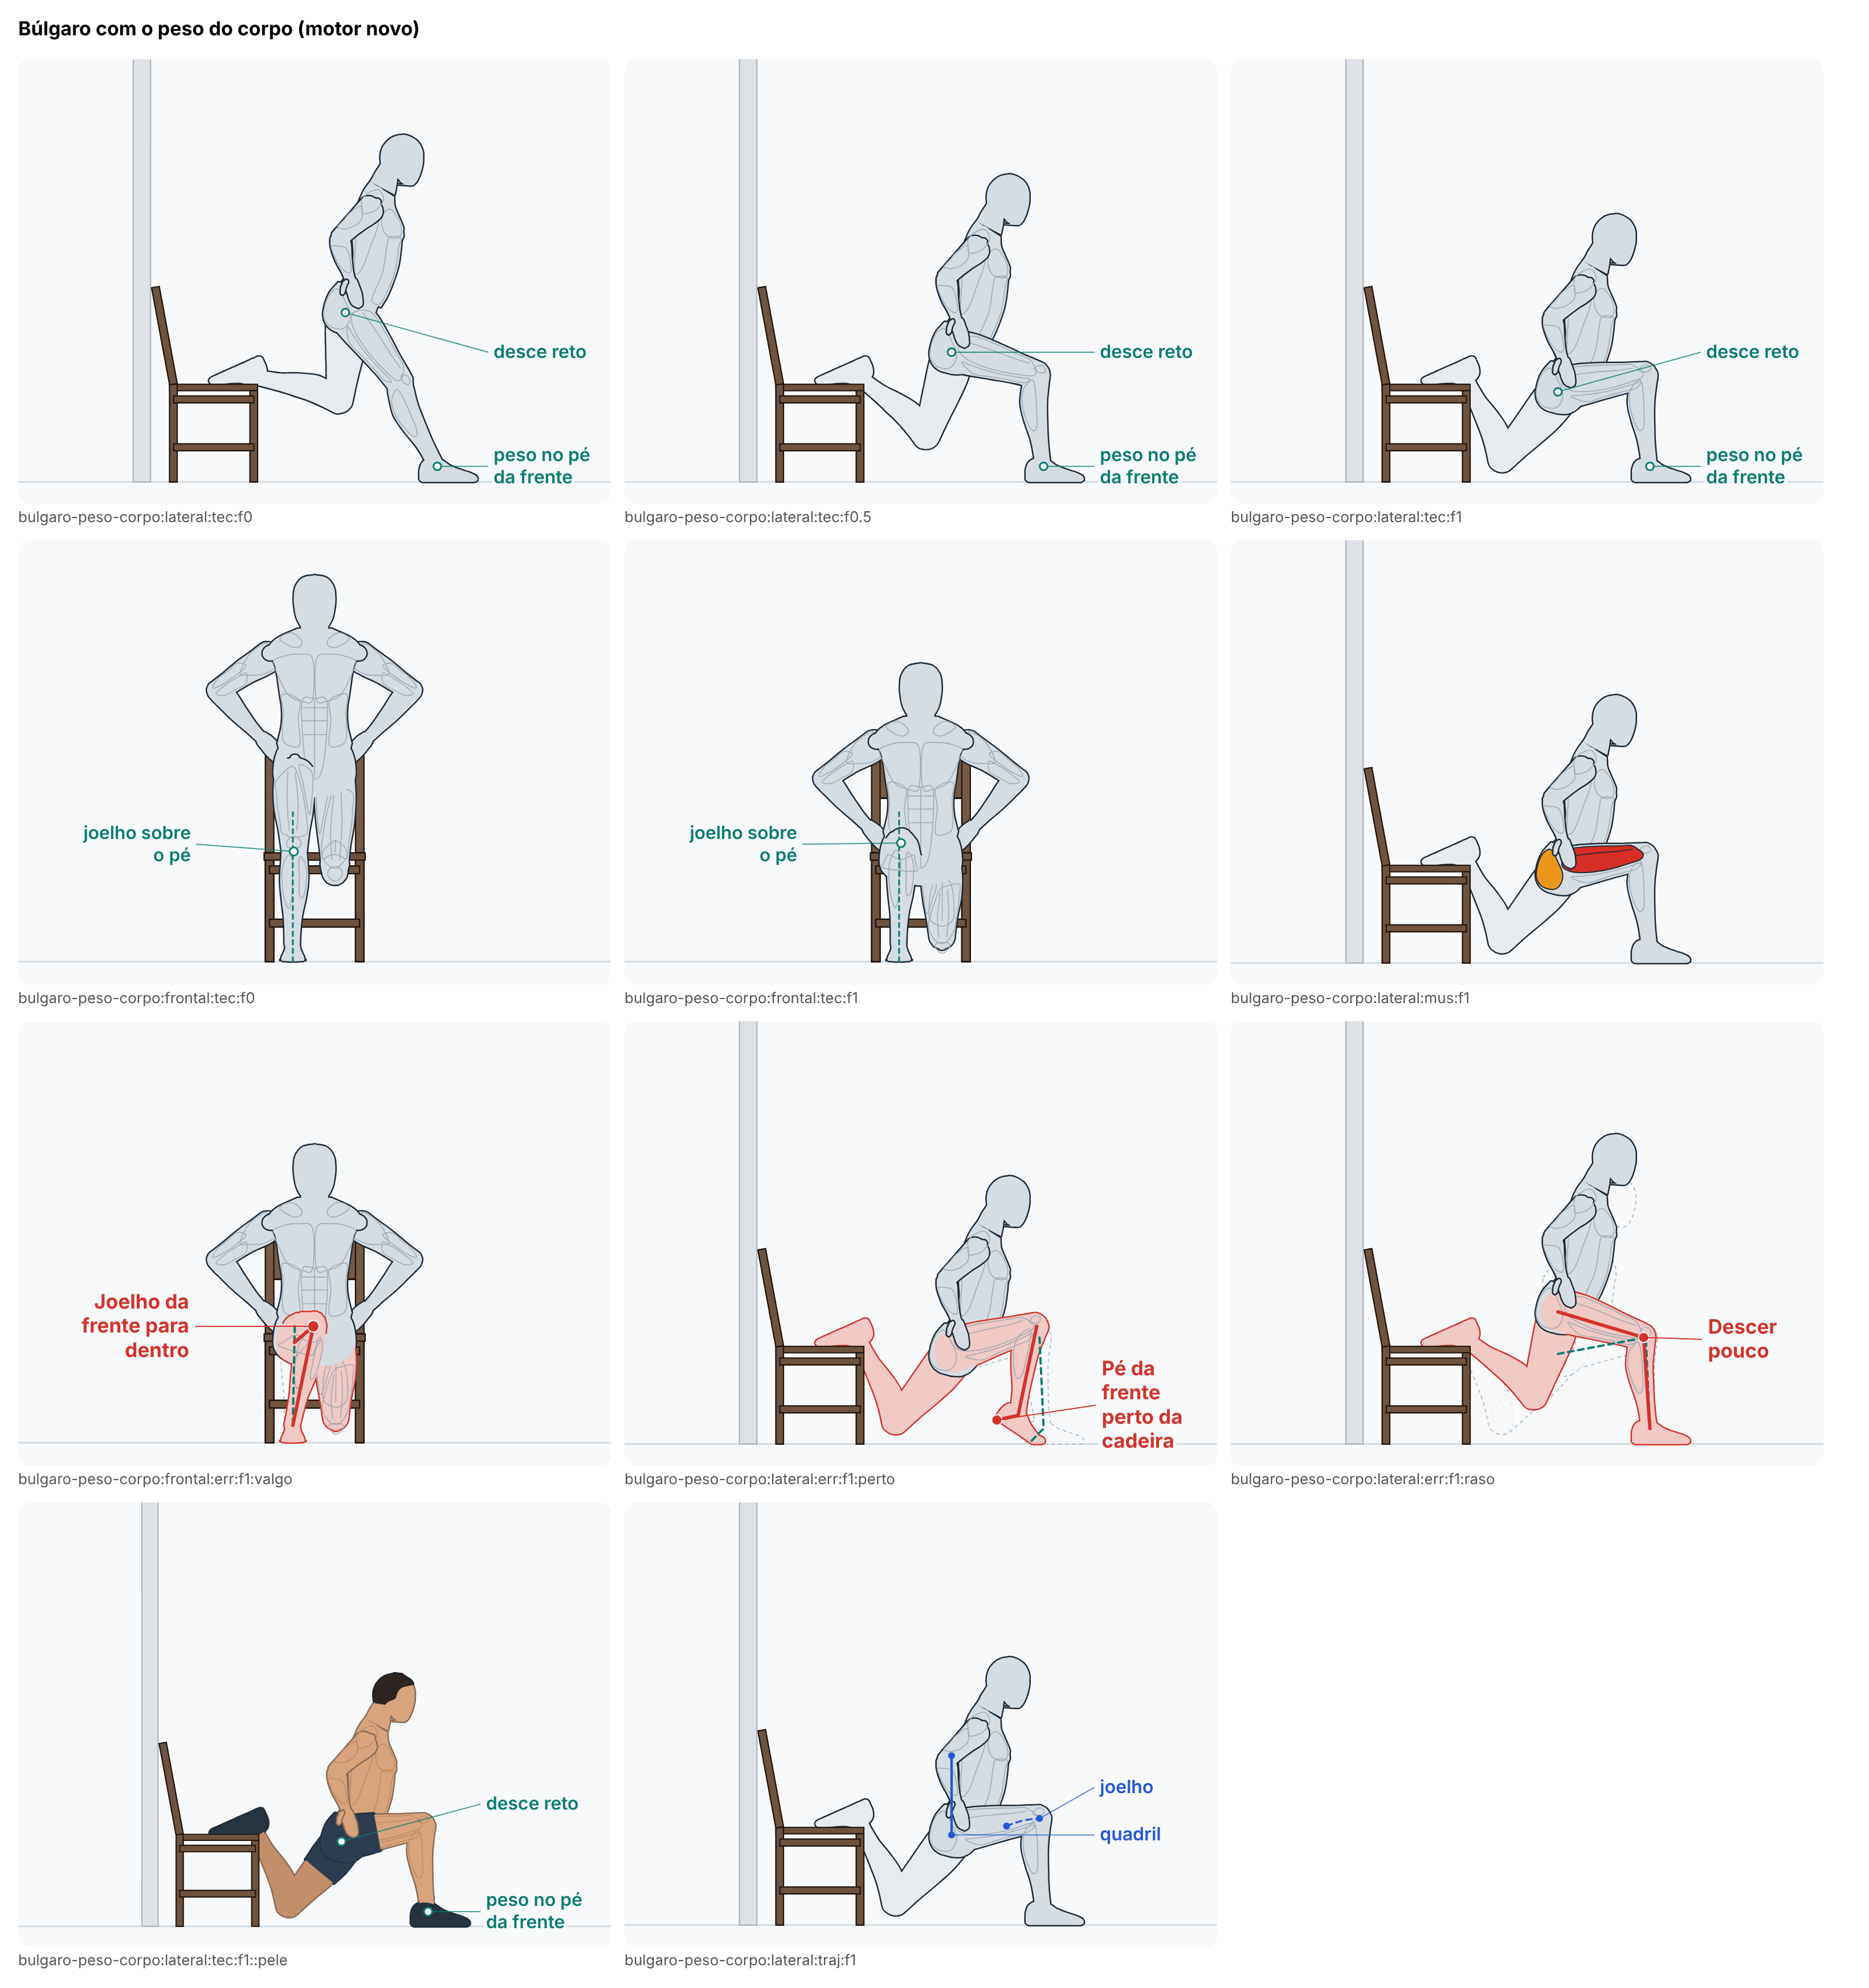 Búlgaro com o peso do corpo (motor novo)
desce reto
peso no pé
da frente
bulgaro-peso-corpo:lateral:tec:f0
desce reto
peso no pé
da frente
bulgaro-peso-corpo:lateral:tec:f0.5
desce reto
peso no pé
da frente
bulgaro-peso-corpo:lateral:tec:f1
joelho sobre
o pé
bulgaro-peso-corpo:frontal:tec:f0
joelho sobre
o pé
bulgaro-peso-corpo:frontal:tec:f1
bulgaro-peso-corpo:lateral:mus:f1
Joelho da
frente para
dentro
bulgaro-peso-corpo:frontal:err:f1:valgo
Pé da
frente
perto da
cadeira
bulgaro-peso-corpo:lateral:err:f1:perto
Descer
pouco
bulgaro-peso-corpo:lateral:err:f1:raso
desce reto
peso no pé
da frente
bulgaro-peso-corpo:lateral:tec:f1::pele
joelho
quadril
bulgaro-peso-corpo:lateral:traj:f1